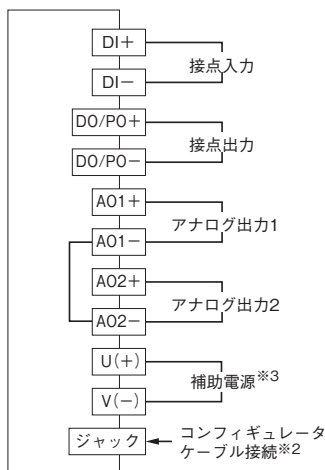 DI+
接点入力
DI−
DO/PO+
接点出力
DO/PO−
AO1+
アナログ出力1
AO1−
AO2+
アナログ出力2
AO2−
U(+)
補助電源※3
V(−)
ジャック
コンフィギュレータ
ケーブル接続※2